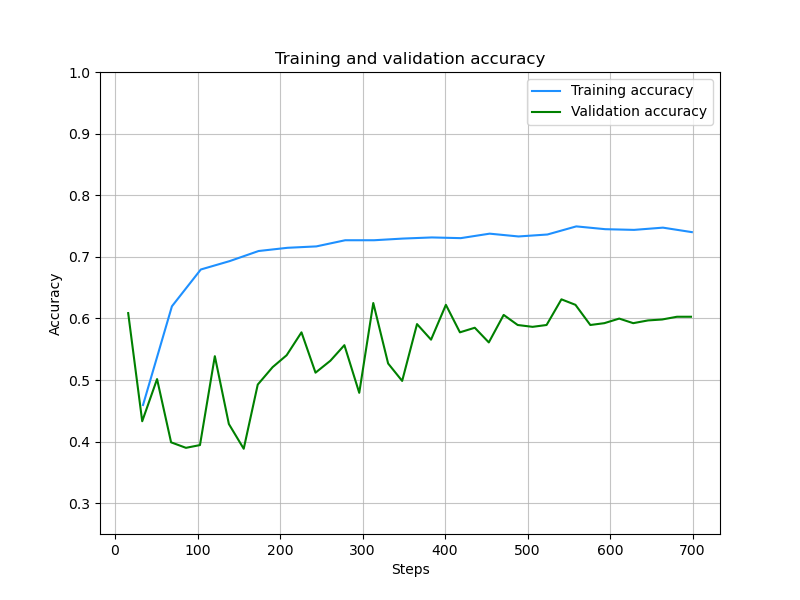 Training and validation accuracy
1.0
0.9
0.8
0.7
0.6
0.5
0.4
0.3
Accuracy
Training accuracy
Validation accuracy
0 100 200 300 400 500 600 700
Steps